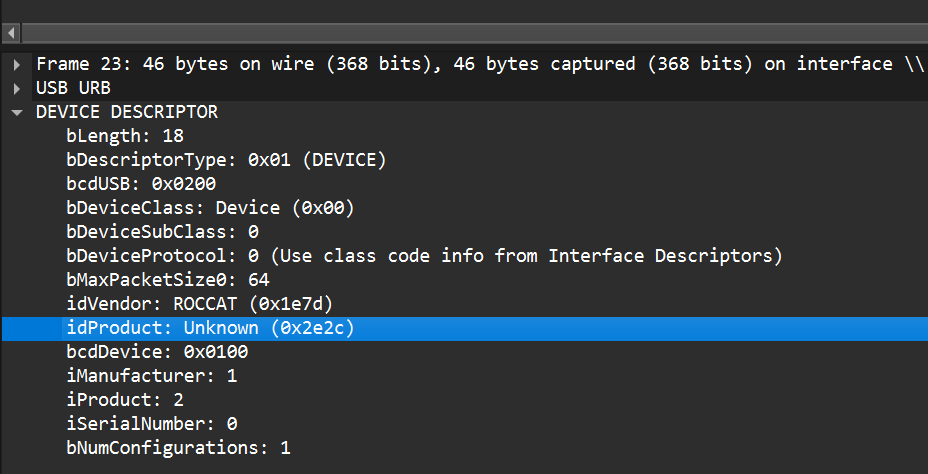 Frame 23: 46 bytes on wire (368 bits), 46 bytes captured (368 bits) on interface \\
USB URB
DEVICE DESCRIPTOR
bLength: 18
bDescriptorType: 0x01 (DEVICE)
bcdUSB: 0x0200
bDeviceClass: Device (0x00)
bDeviceSubClass: 0
bDeviceProtocol: 0 (Use class code info from Interface Descriptors)
bMaxPacketSize0: 64
idVendor: ROCCAT (0x1e7d)
idProduct: Unknown (0x2e2c)
bcdDevice: 0x0100
iManufacturer: 1
iProduct: 2
iSerialNumber: 0
bNumConfigurations: 1